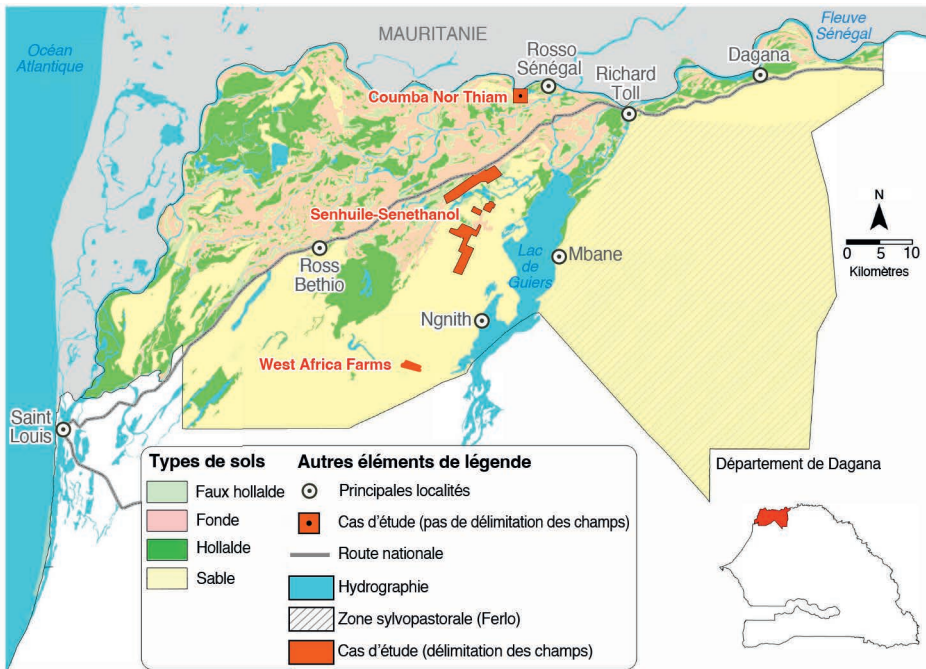 Océan
Atlantique
MAURITANIE
Fleuve
Sénégal
Rosso
Sénégal
Richard
Toll
Dagana
Coumba Nor Thiam
Senhuile-Senethanol
Ross
Bethio
Lac
de
Guiers
Mbane
Ngnith
West Africa Farms
Saint
Louis
N
0 5 10
Kilomètres
Types de sols
Faux hollalde
Fonde
Hollalde
Sable
Autres éléments de légende
Principales localités
Cas d'étude (pas de délimitation des champs)
Route nationale
Hydrographie
Zone sylvopastorale (Ferlo)
Cas d'étude (délimitation des champs)
Département de Dagana